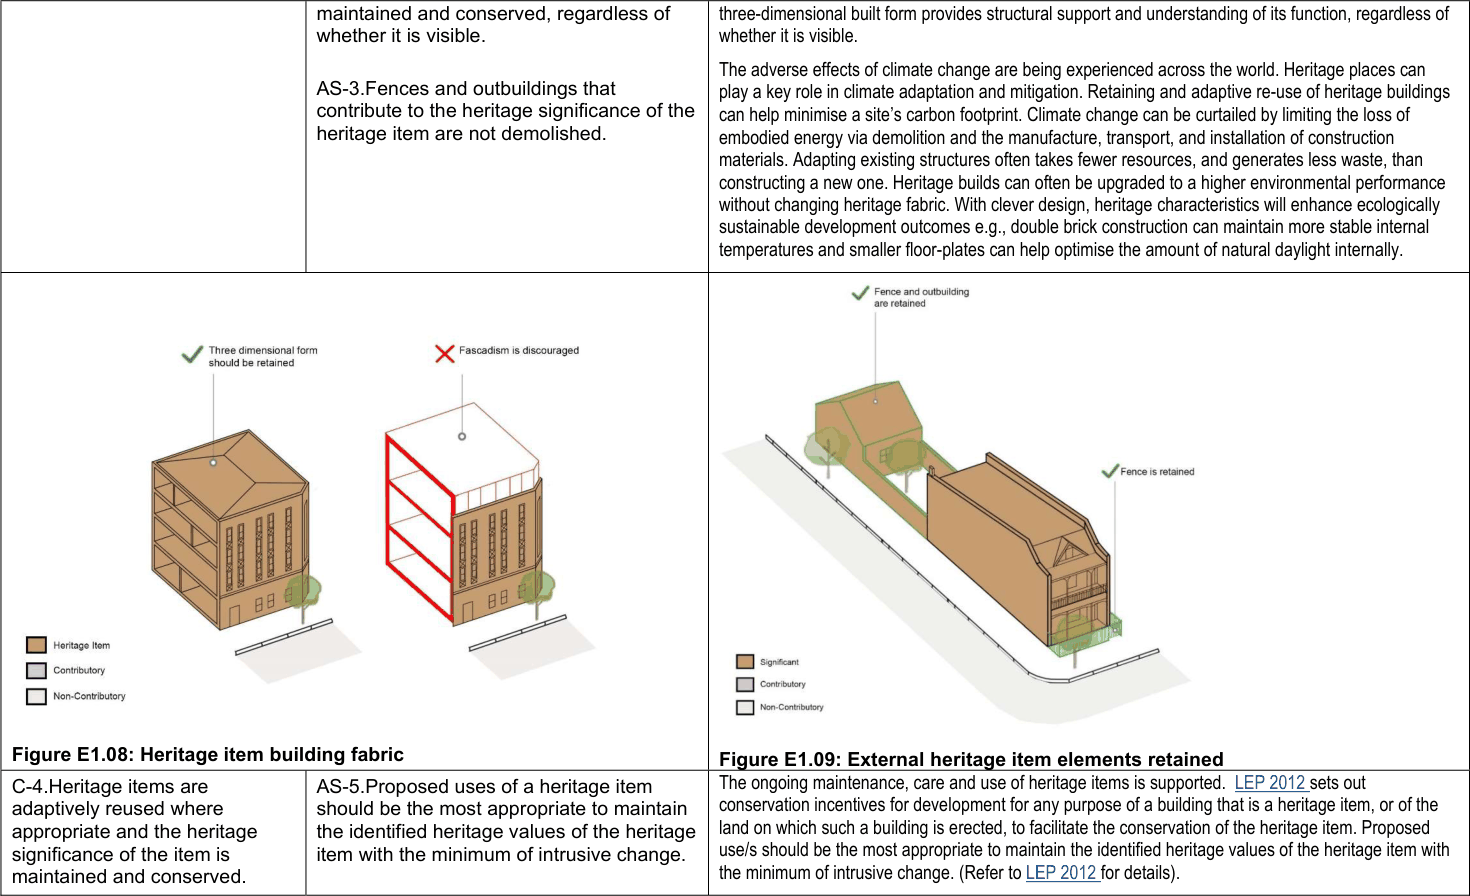 maintained and conserved, regardless of
whether it is visible.
AS-3.Fences and outbuildings that
contribute to the heritage significance of the
heritage item are not demolished.
three-dimensional built form provides structural support and understanding of its function, regardless of
whether it is visible.
The adverse effects of climate change are being experienced across the world. Heritage places can
play a key role in climate adaptation and mitigation. Retaining and adaptive re-use of heritage buildings
can help minimise a site’s carbon footprint. Climate change can be curtailed by limiting the loss of
embodied energy via demolition and the manufacture, transport, and installation of construction
materials. Adapting existing structures often takes fewer resources, and generates less waste, than
constructing a new one. Heritage builds can often be upgraded to a higher environmental performance
without changing heritage fabric. With clever design, heritage characteristics will enhance ecologically
sustainable development outcomes e.g., double brick construction can maintain more stable internal
temperatures and smaller floor-plates can help optimise the amount of natural daylight internally.
Three dimensional form
should be retained
Fascadism is discouraged
Heritage Item
Contributory
Non-Contributory
Figure E1.08: Heritage item building fabric
Fence and outbuilding
are retained
Fence is retained
Significant
Contributory
Non-Contributory
Figure E1.09: External heritage item elements retained
C-4.Heritage items are
adaptively reused where
appropriate and the heritage
significance of the item is
maintained and conserved.
AS-5.Proposed uses of a heritage item
should be the most appropriate to maintain
the identified heritage values of the heritage
item with the minimum of intrusive change.
The ongoing maintenance, care and use of heritage items is supported. LEP 2012 sets out
conservation incentives for development for any purpose of a building that is a heritage item, or of the
land on which such a building is erected, to facilitate the conservation of the heritage item. Proposed
use/s should be the most appropriate to maintain the identified heritage values of the heritage item with
the minimum of intrusive change. (Refer to LEP 2012 for details).